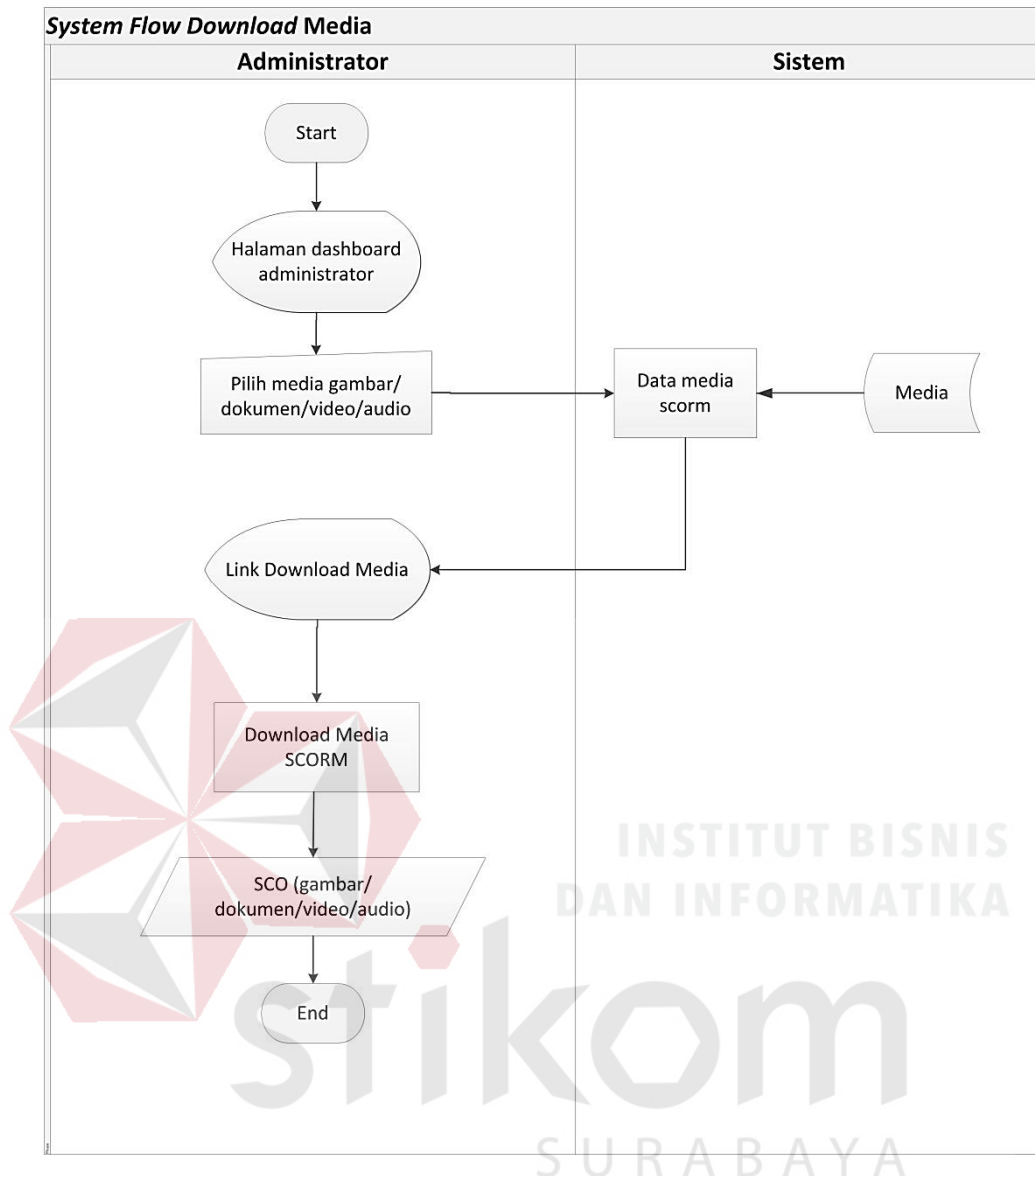 System Flow Download Media
Administrator
Sistem
Start
Halaman dashboard
administrator
Pilih media gambar/
dokumen/video/audio
Data media
scorm
Media
Link Download Media
Download Media
SCORM
SCO (gambar/
dokumen/video/audio)
End
INSTITUT BISNIS
DAN INFORMATIKA
stikom
SURABAYA